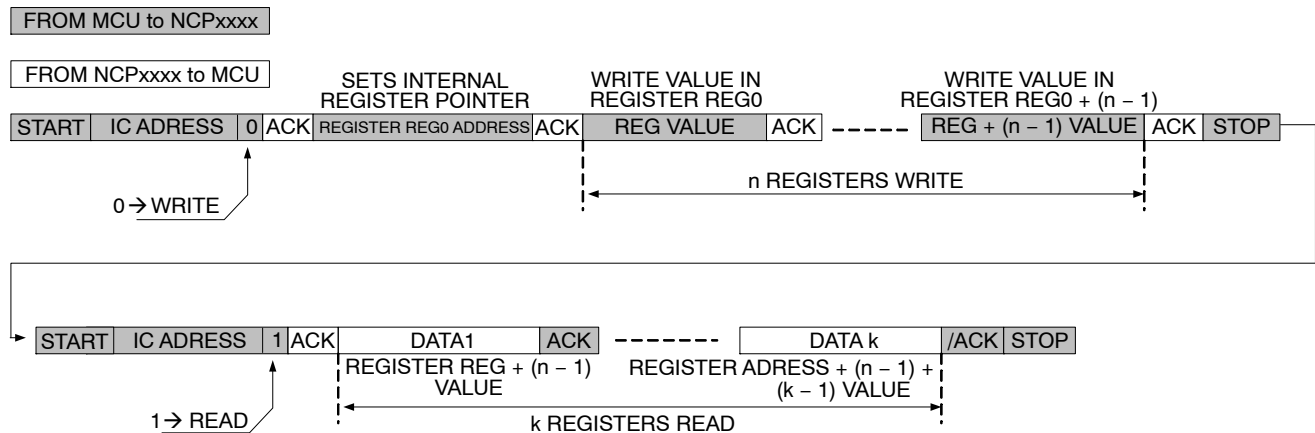 FROM MCU to NCPxxxx
FROM NCPxxxx to MCU
SETS INTERNAL
REGISTER POINTER
WRITE VALUE IN
REGISTER REG0
WRITE VALUE IN
REGISTER REG0 + (n − 1)
START IC ADRESS 0 ACK REGISTER REG0 ADDRESS ACK REG VALUE ACK REG + (n − 1) VALUE ACK STOP
n REGISTERS WRITE
0 → WRITE
START IC ADRESS 1 ACK DATA1 ACK DATA k /ACK STOP
REGISTER REG + (n − 1)
VALUE
REGISTER ADRESS + (n − 1) +
(k − 1) VALUE
k REGISTERS READ
1 → READ